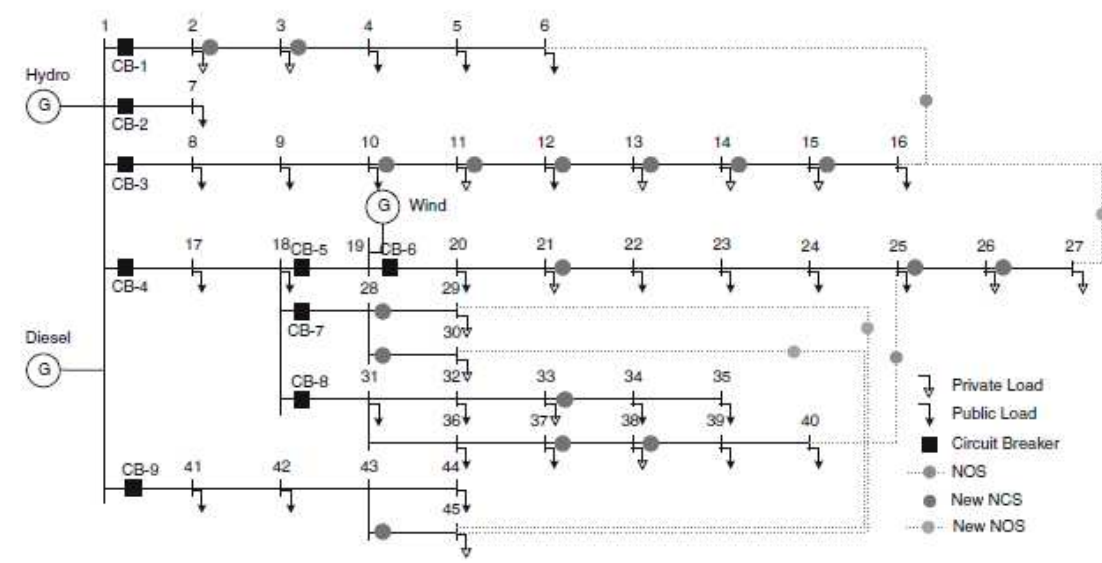 1 2 3 4 5 6
CB-1
Hydro
G
7
CB-2
8 9 10 11 12 13 14 15 16
CB-3
G Wind
17 18 CB-5 19 CB-6 20 21 22 23 24 25 26 27
CB-4
28 29
CB-7
30
Diesel
G
CB-8 31 32 33 34 35
36 37 38 39 40
CB-9 41 42 43 44
45
Private Load
Public Load
Circuit Breaker
NOS
New NCS
New NOS